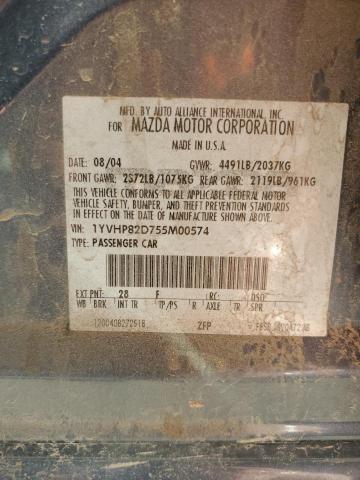 MFD. BY AUTO ALLIANCE INTERNATIONAL, INC.
FOR MAZDA MOTOR CORPORATION
MADE IN U.S.A.
DATE: 08/04 GVWR: 4491LB/2037KG
FRONT GAWR: 2372LB/1075KG REAR GAWR: 2119LB/961KG
THIS VEHICLE CONFORMS TO ALL APPLICABLE FEDERAL MOTOR
VEHICLE SAFETY, BUMPER, AND THEFT PREVENTION STANDARDS
IN EFFECT ON THE DATE OF MANUFACTURE SHOWN ABOVE.
VIN: 1YVHP82D755M00574
TYPE: PASSENGER CAR
EXT PNT: 28 F RC: DSO:
WB BRK INT TR TP/PS R AXLE TR SPR
ZFP